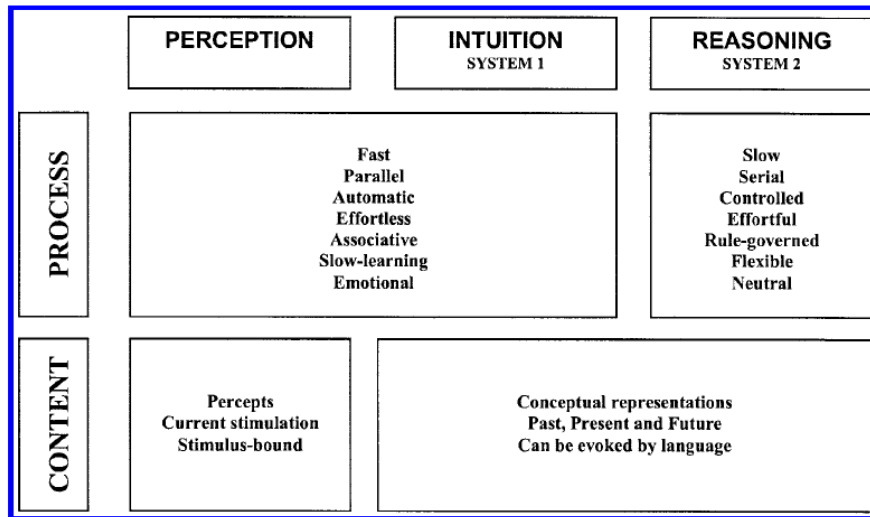 PERCEPTION
INTUITION
SYSTEM 1
REASONING
SYSTEM 2
PROCESS
Fast
Parallel
Automatic
Effortless
Associative
Slow-learning
Emotional
Slow
Serial
Controlled
Effortful
Rule-governed
Flexible
Neutral
CONTENT
Percepts
Current stimulation
Stimulus-bound
Conceptual representations
Past, Present and Future
Can be evoked by language